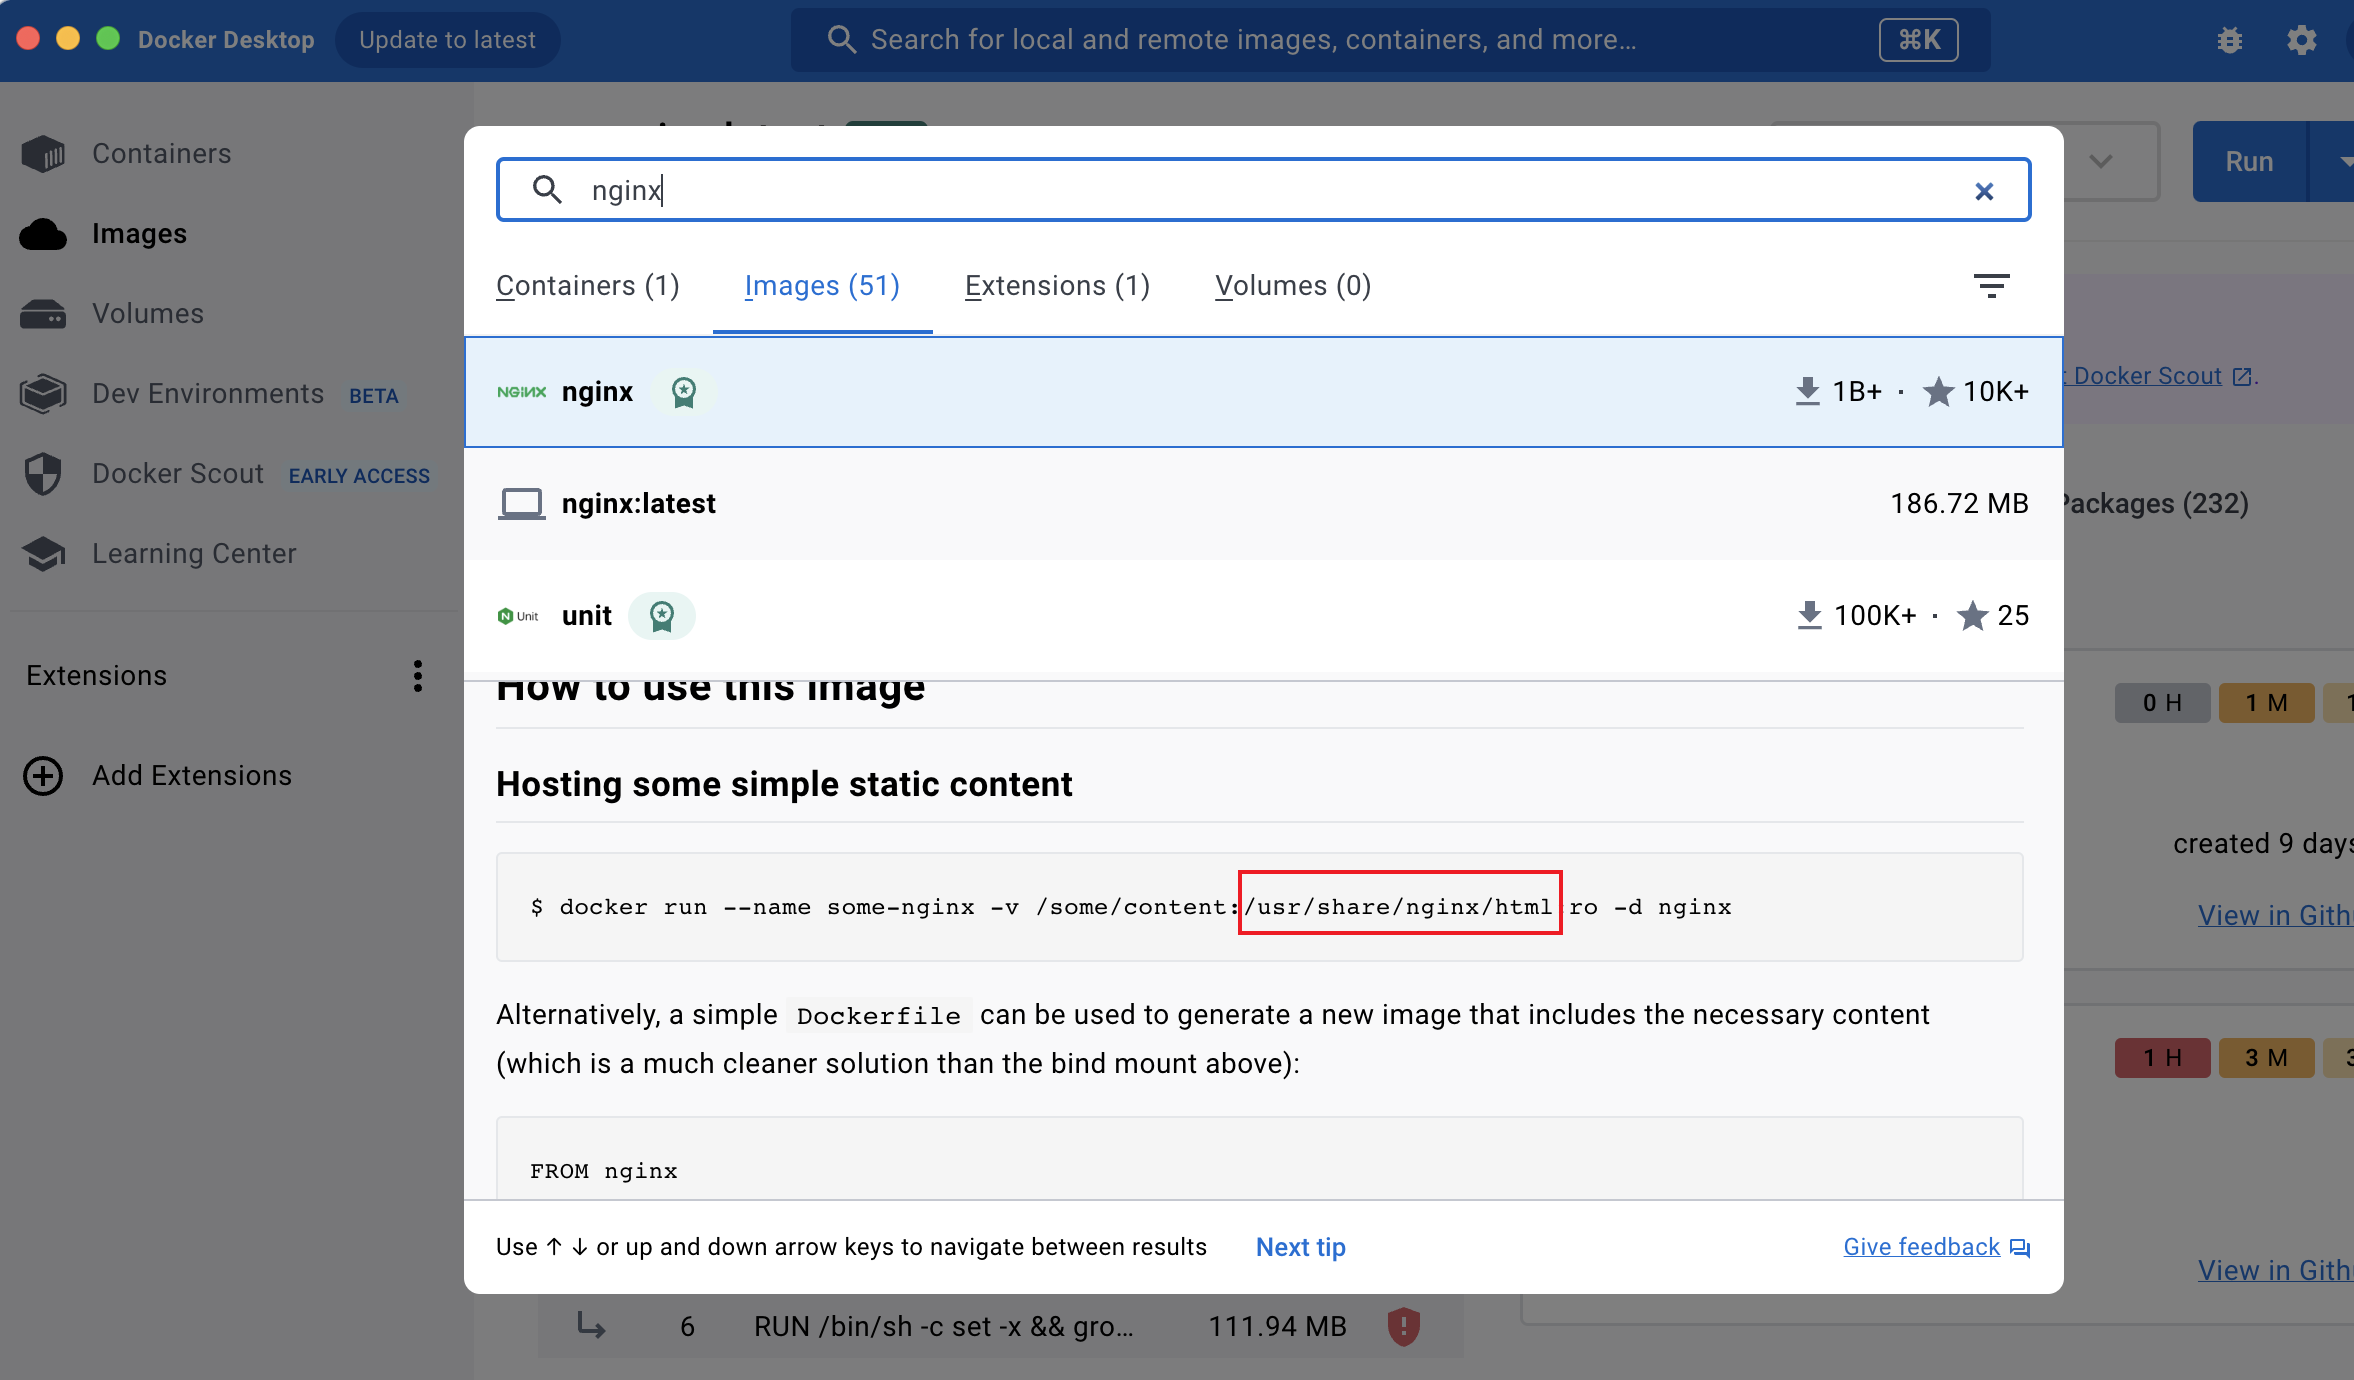 Docker Desktop
Update to latest
Search for local and remote images, containers, and more...
⌘K
Containers
Images
Volumes
Dev Environments BETA
Docker Scout EARLY ACCESS
Learning Center
Extensions
Add Extensions
Run
nginx
Containers (1) Images (51) Extensions (1) Volumes (0)
NGINX nginx 1B+ · 10K+
Docker Scout .
nginx:latest 186.72 MB
Packages (232)
Unit unit 100K+ · 25
How to use this image
0 H 1 M
Hosting some simple static content
created 9 days
$ docker run --name some-nginx -v /some/content:/usr/share/nginx/html ro -d nginx
View in Gith
Alternatively, a simple Dockerfile can be used to generate a new image that includes the necessary content
(which is a much cleaner solution than the bind mount above):
1 H 3 M
FROM nginx
Use ↑ ↓ or up and down arrow keys to navigate between results Next tip Give feedback
View in Gith
6 RUN /bin/sh -c set -x && gro... 111.94 MB